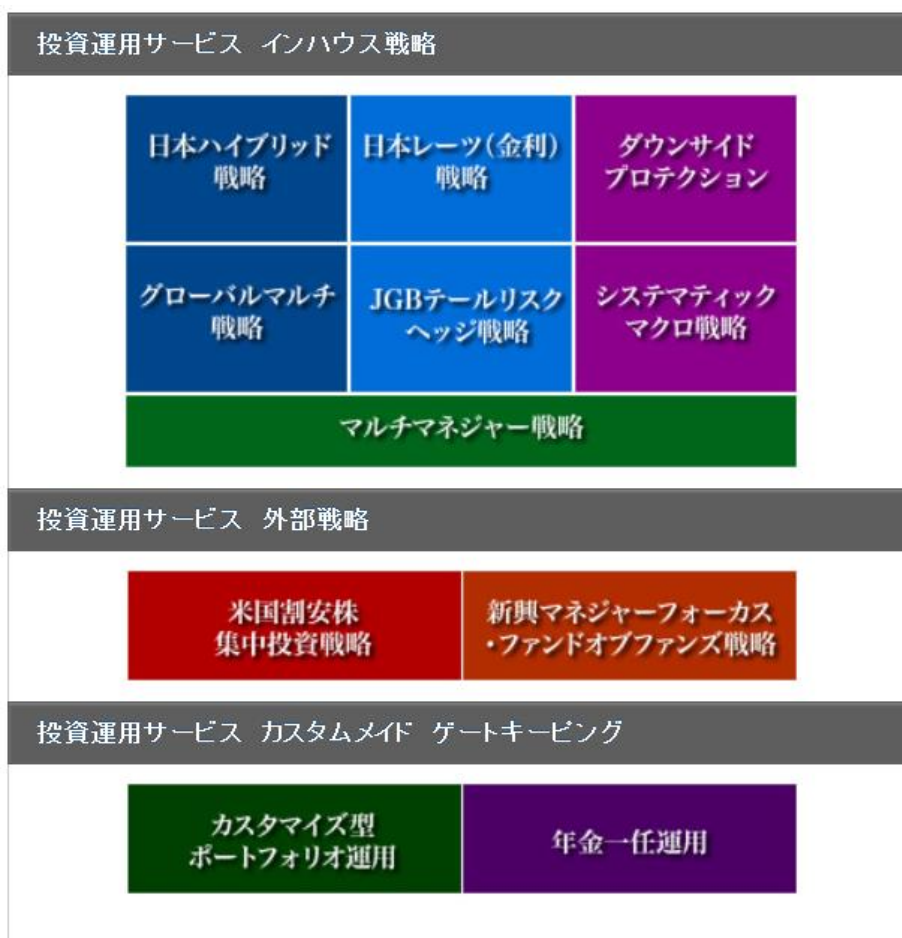 投資運用サービス インハウス戦略
日本ハイブリッド
戦略
日本レーツ(金利)
戦略
ダウンサイド
プロテクション
グローバルマルチ
戦略
JGBテールリスク
ヘッジ戦略
システマティック
マクロ戦略
マルチマネジャー戦略
投資運用サービス 外部戦略
米国割安株
集中投資戦略
新興マネジャーフォーカス
・ファンドオブファンズ戦略
投資運用サービス カスタムメイド ゲートキーピング
カスタマイズ型
ポートフォリオ運用
年金一任運用